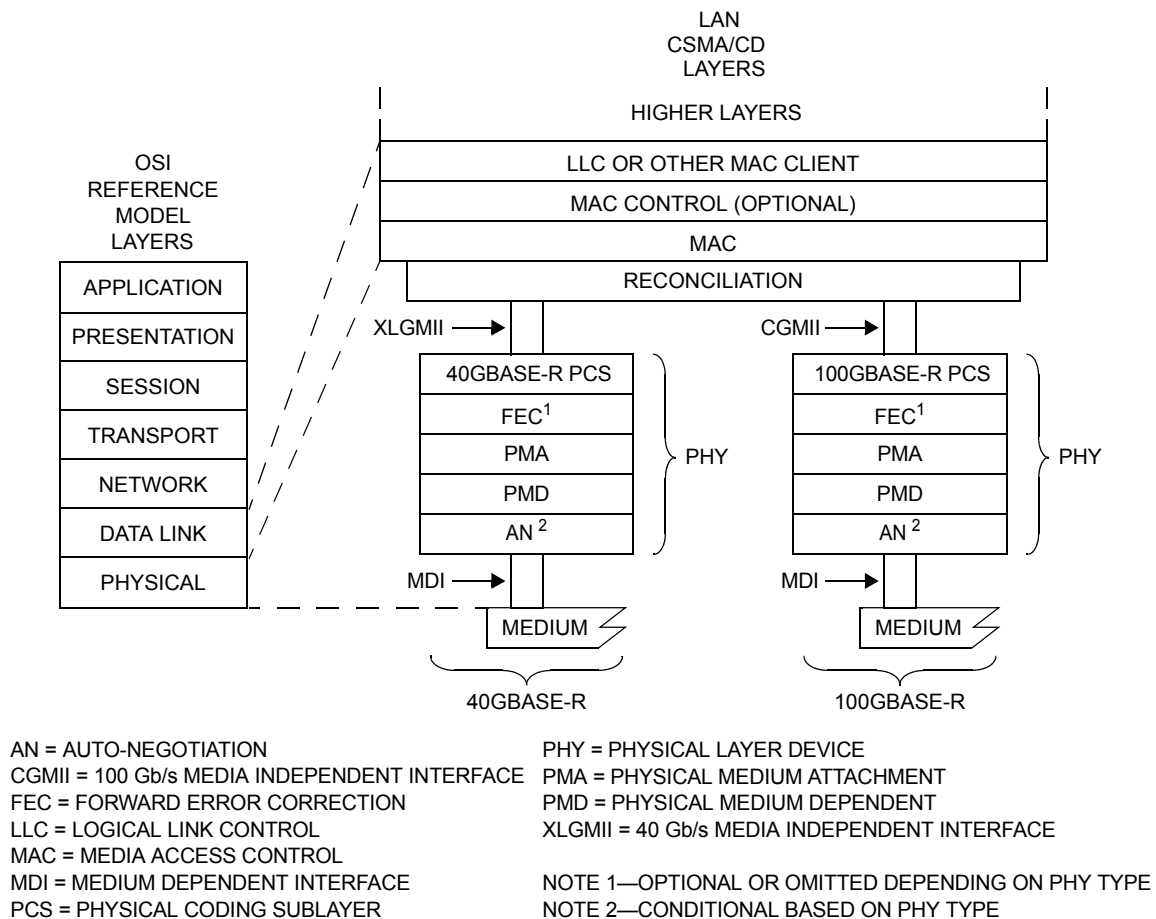 LAN
CSMA/CD
LAYERS
HIGHER LAYERS
LLC OR OTHER MAC CLIENT
MAC CONTROL (OPTIONAL)
MAC
RECONCILIATION
OSI
REFERENCE
MODEL
LAYERS
APPLICATION
PRESENTATION
SESSION
TRANSPORT
NETWORK
DATA LINK
PHYSICAL
XLGMII
40GBASE-R PCS
FEC1
PMA
PMD
AN 2
PHY
MDI
MEDIUM
40GBASE-R
CGMII
100GBASE-R PCS
FEC1
PMA
PMD
AN 2
PHY
MDI
MEDIUM
100GBASE-R
AN = AUTO-NEGOTIATION
CGMII = 100 Gb/s MEDIA INDEPENDENT INTERFACE
FEC = FORWARD ERROR CORRECTION
LLC = LOGICAL LINK CONTROL
MAC = MEDIA ACCESS CONTROL
MDI = MEDIUM DEPENDENT INTERFACE
PCS = PHYSICAL CODING SUBLAYER
PHY = PHYSICAL LAYER DEVICE
PMA = PHYSICAL MEDIUM ATTACHMENT
PMD = PHYSICAL MEDIUM DEPENDENT
XLGMII = 40 Gb/s MEDIA INDEPENDENT INTERFACE
NOTE 1—OPTIONAL OR OMITTED DEPENDING ON PHY TYPE
NOTE 2—CONDITIONAL BASED ON PHY TYPE